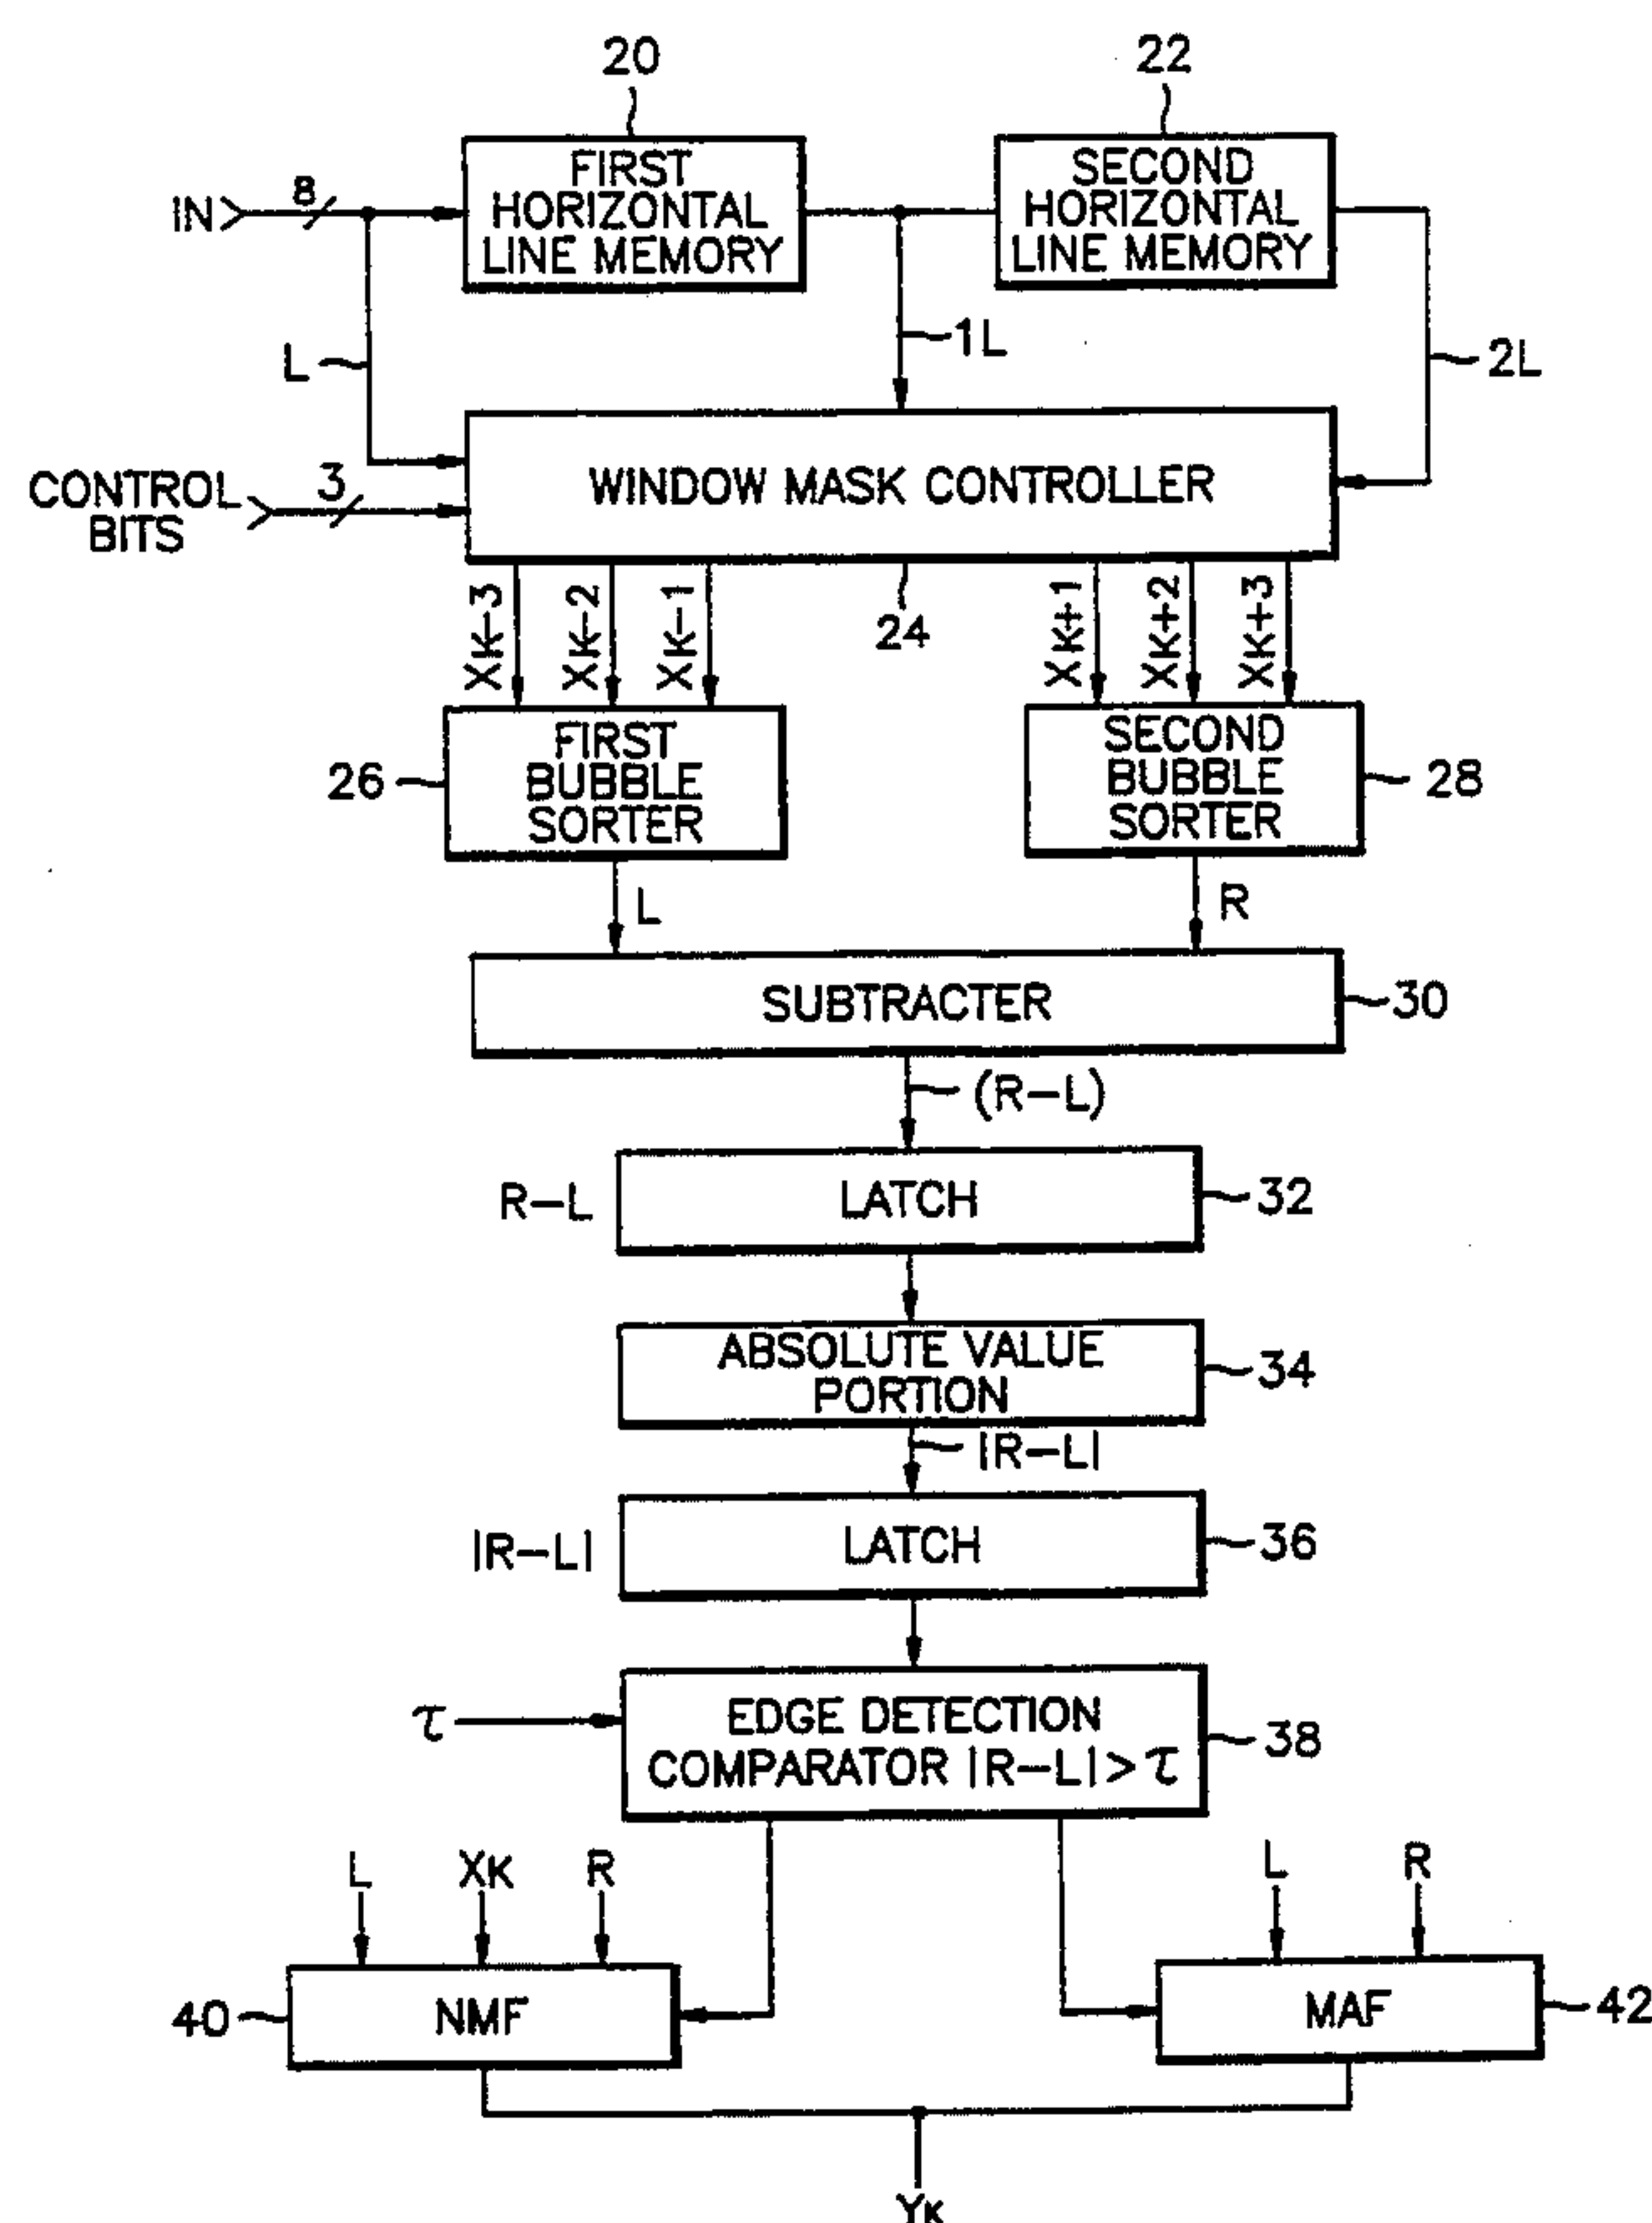 20
22
FIRST
HORIZONTAL
LINE MEMORY
SECOND
HORIZONTAL
LINE MEMORY
IN
8
L
1L
2L
CONTROL
BITS
3
WINDOW MASK CONTROLLER
XK-3
XK-2
XK-1
24
XK+1
XK+2
XK+3
26
FIRST
BUBBLE
SORTER
SECOND
BUBBLE
SORTER
28
L
R
SUBTRACTER
30
(R-L)
R-L
LATCH
32
ABSOLUTE VALUE
PORTION
34
|R-L|
|R-L|
LATCH
36
τ
EDGE DETECTION
COMPARATOR |R-L|>τ
38
L
XK
R
L
R
40
NMF
MAF
42
YK